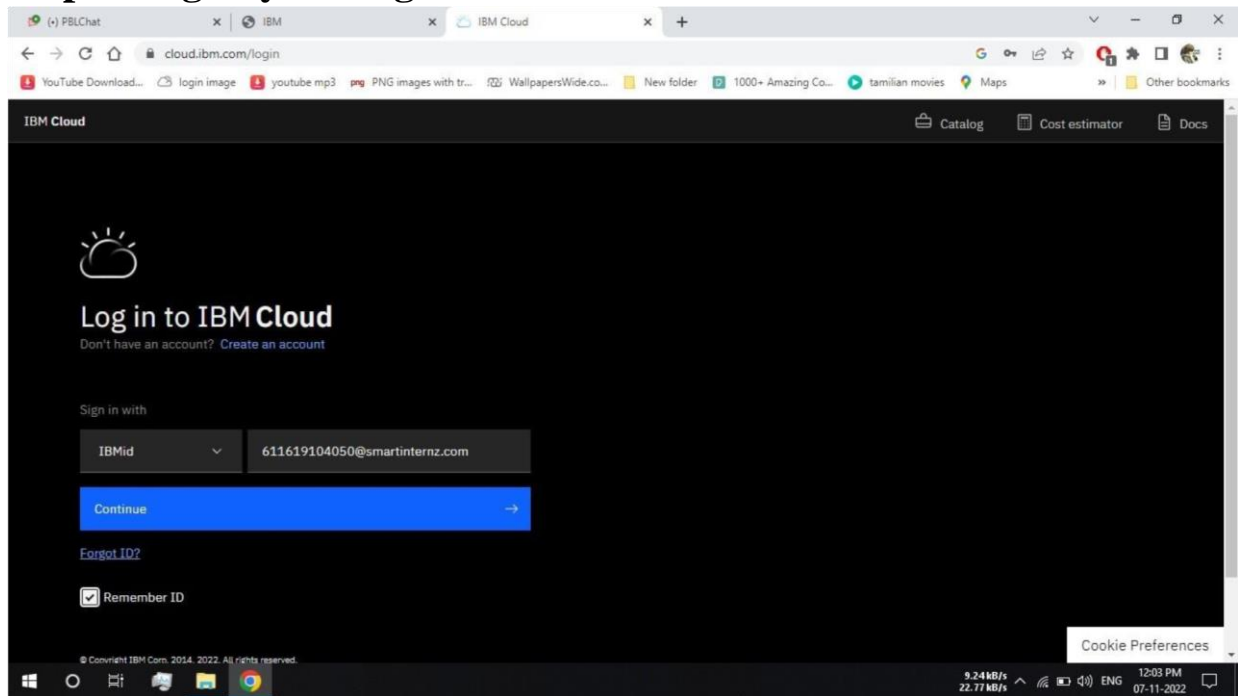 (•) PBLChat IBM IBM Cloud
cloud.ibm.com/login
YouTube Download... login image youtube mp3 png PNG images with tr... WallpapersWide.co... New folder 1000+ Amazing Co... tamilian movies Maps » Other bookmarks
IBM Cloud Catalog Cost estimator Docs
Log in to IBM Cloud
Don't have an account? Create an account
Sign in with
IBMid 611619104050@smartinternz.com
Continue
Forgot ID?
Remember ID
Cookie Preferences
© Copyright IBM Corp. 2014, 2022. All rights reserved.
9.24 kB/s
22.77 kB/s ENG 12:03 PM
07-11-2022